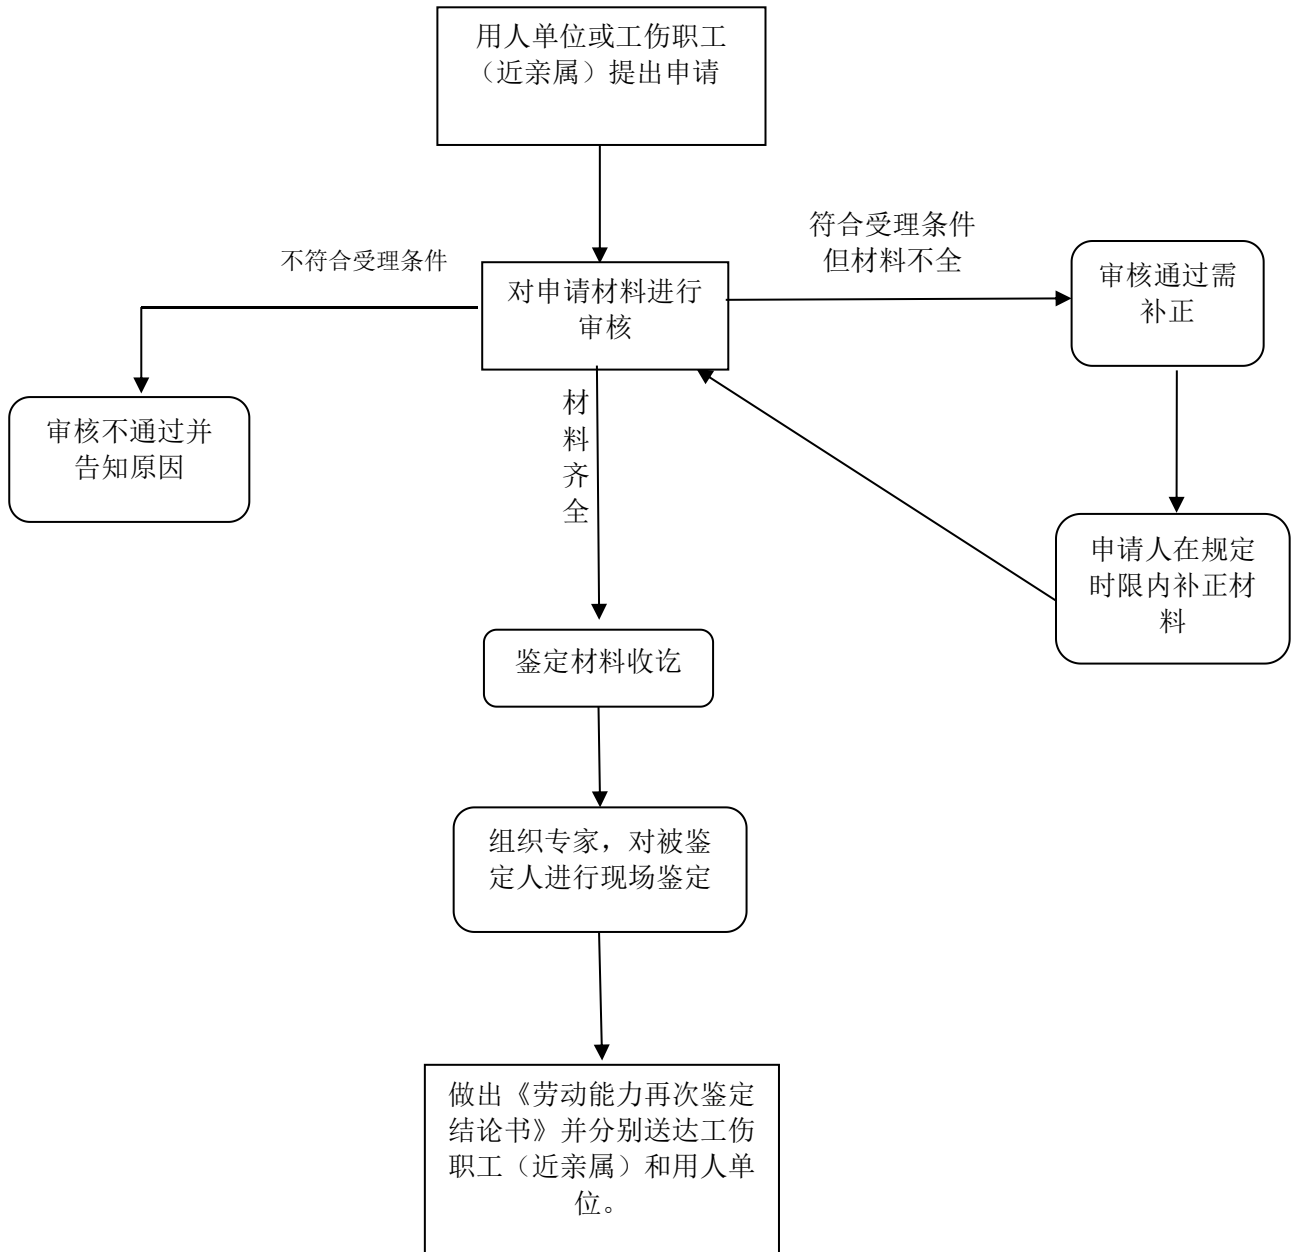 用人单位或工伤职工
（近亲属）提出申请
符合受理条件
但材料不全
不符合受理条件
对申请材料进行
审核
审核通过需
补正
材
料
齐
全
审核不通过并
告知原因
申请人在规定
时限内补正材
料
鉴定材料收讫
组织专家，对被鉴
定人进行现场鉴定
做出《劳动能力再次鉴定
结论书》并分别送达工伤
职工（近亲属）和用人单
位。